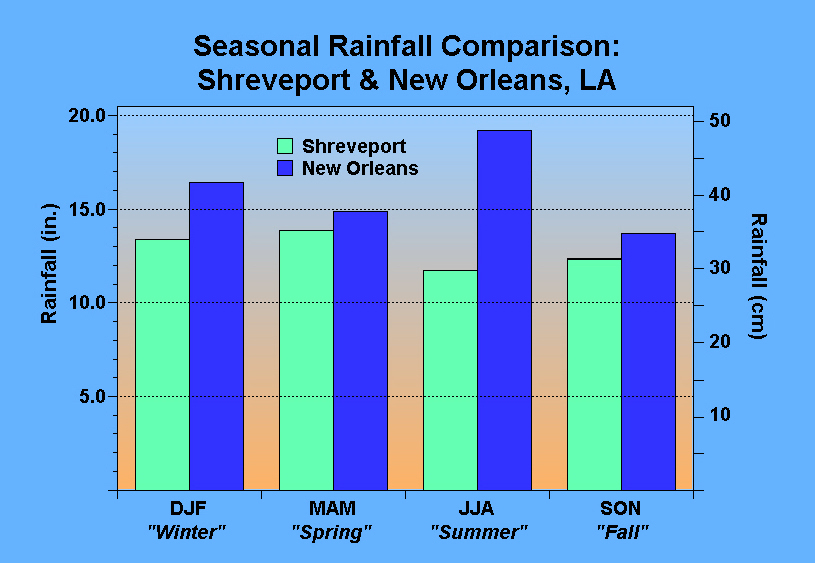 Seasonal Rainfall Comparison:
Shreveport & New Orleans, LA
Shreveport
New Orleans
Rainfall (in.)
20.0
15.0
10.0
5.0
50
40
30
20
10
Rainfall (cm)
DJF
"Winter"
MAM
"Spring"
JJA
"Summer"
SON
"Fall"